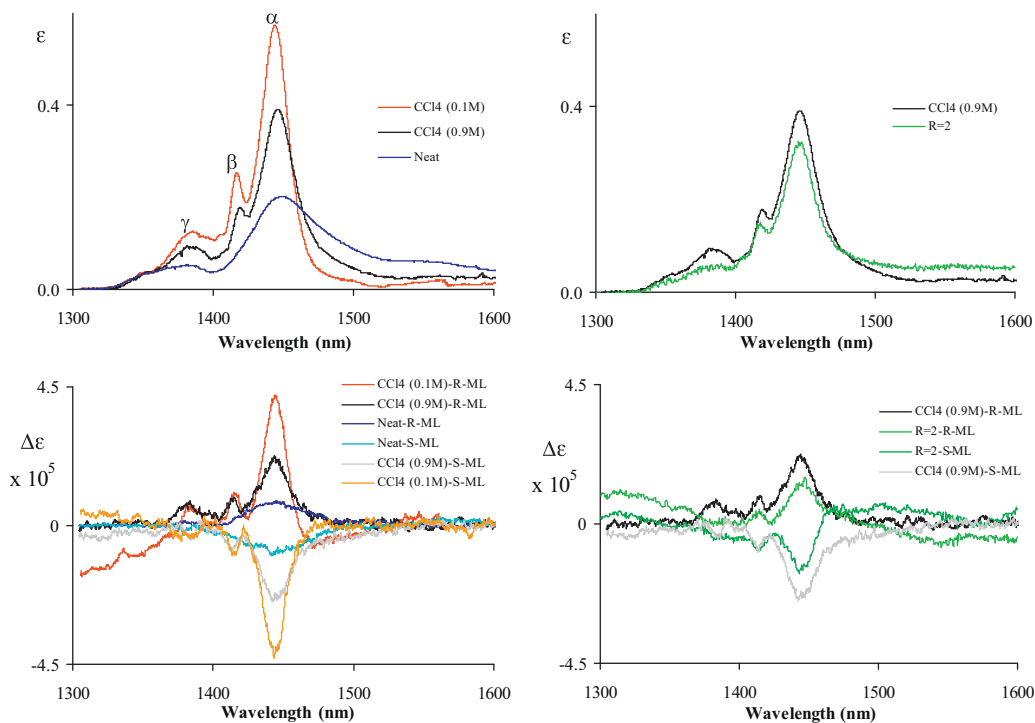 ε
α
β
γ
0.4
0.0
CCl4 (0.1M)
CCl4 (0.9M)
Neat
1300
1400
1500
1600
Wavelength (nm)
ε
0.4
0.0
CCl4 (0.9M)
R=2
1300
1400
1500
1600
Wavelength (nm)
Δε
x 10⁵
4.5
0
-4.5
CCl4 (0.1M)-R-ML
CCl4 (0.9M)-R-ML
Neat-R-ML
Neat-S-ML
CCl4 (0.9M)-S-ML
CCl4 (0.1M)-S-ML
1300
1400
1500
1600
Wavelength (nm)
Δε
x 10⁵
4.5
0
-4.5
CCl4 (0.9M)-R-ML
R=2-R-ML
R=2-S-ML
CCl4 (0.9M)-S-ML
1300
1400
1500
1600
Wavelength (nm)